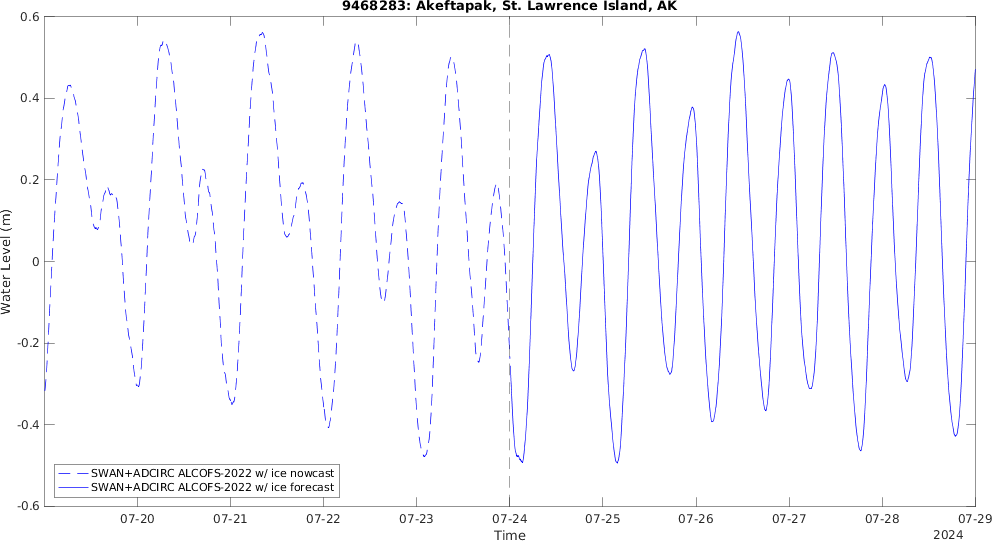 9468283: Akeftapak, St. Lawrence Island, AK
0.6
0.4
0.2
0
-0.2
-0.4
-0.6
Water Level (m)
SWAN+ADCIRC ALCOFS-2022 w/ ice nowcast
SWAN+ADCIRC ALCOFS-2022 w/ ice forecast
07-20 07-21 07-22 07-23 07-24 07-25 07-26 07-27 07-28 07-29
Time
2024